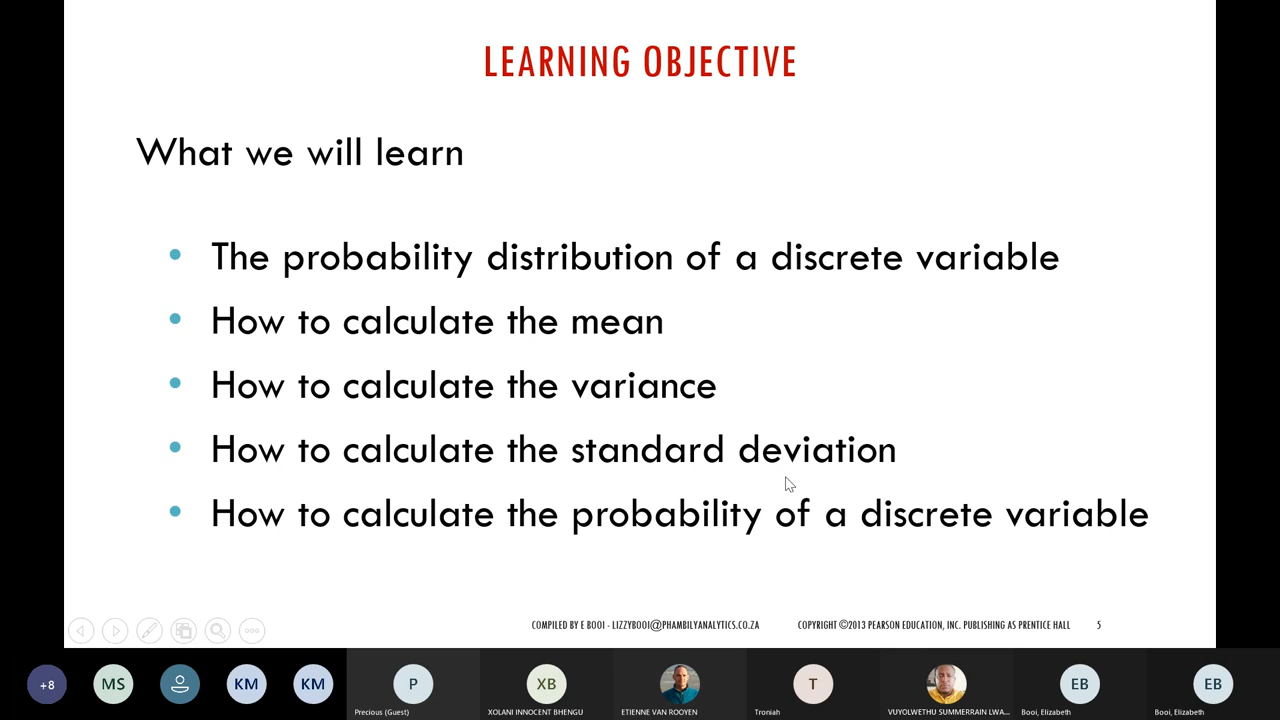 LEARNING OBJECTIVE
What we will learn
• The probability distribution of a discrete variable
• How to calculate the mean
• How to calculate the variance
• How to calculate the standard deviation
• How to calculate the probability of a discrete variable
COMPILED BY E BOOI - LIZZYBOOI@PHAMBILYANALYTICS.CO.ZA COPYRIGHT ©2013 PEARSON EDUCATION, INC. PUBLISHING AS PRENTICE HALL 5
+8 MS KM KM P XB T EB EB
Precious (Guest) XOLANI INNOCENT BHENGU ETIENNE VAN ROOYEN Troniah VUYOLWETHU SUMMERRAIN LWA... Booi, Elizabeth Booi, Elizabeth